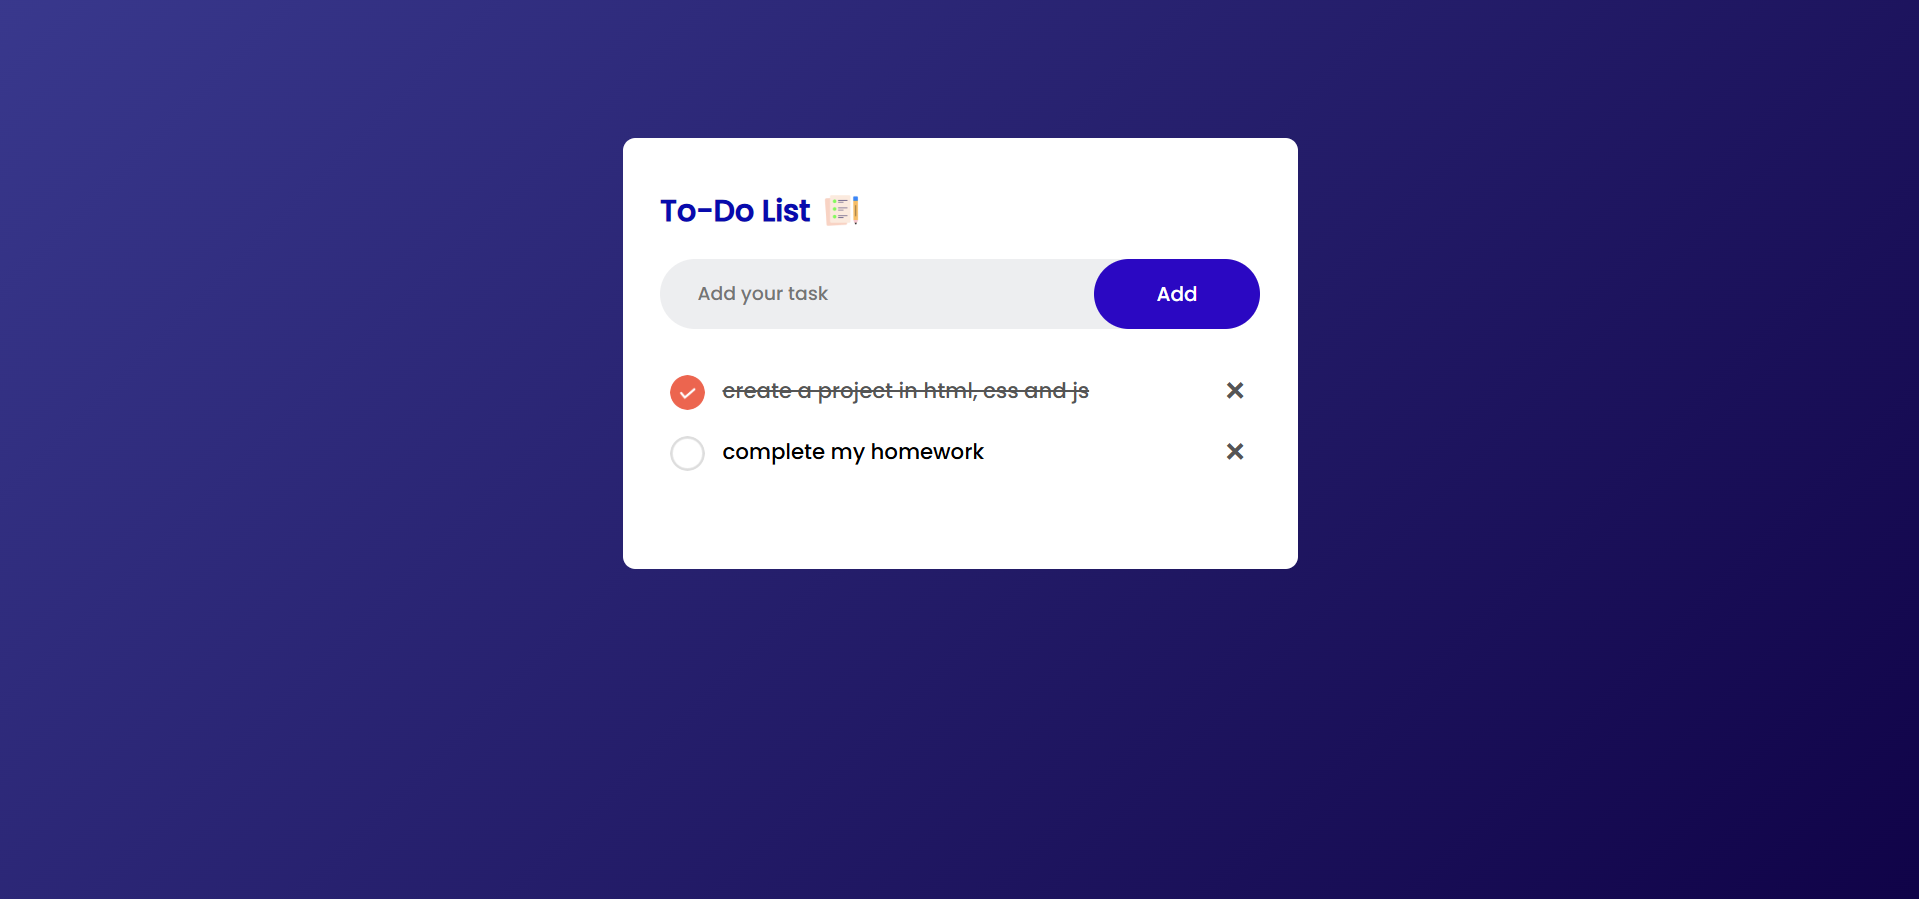 To-Do List
Add your task
Add
create a project in html, css and js
complete my homework